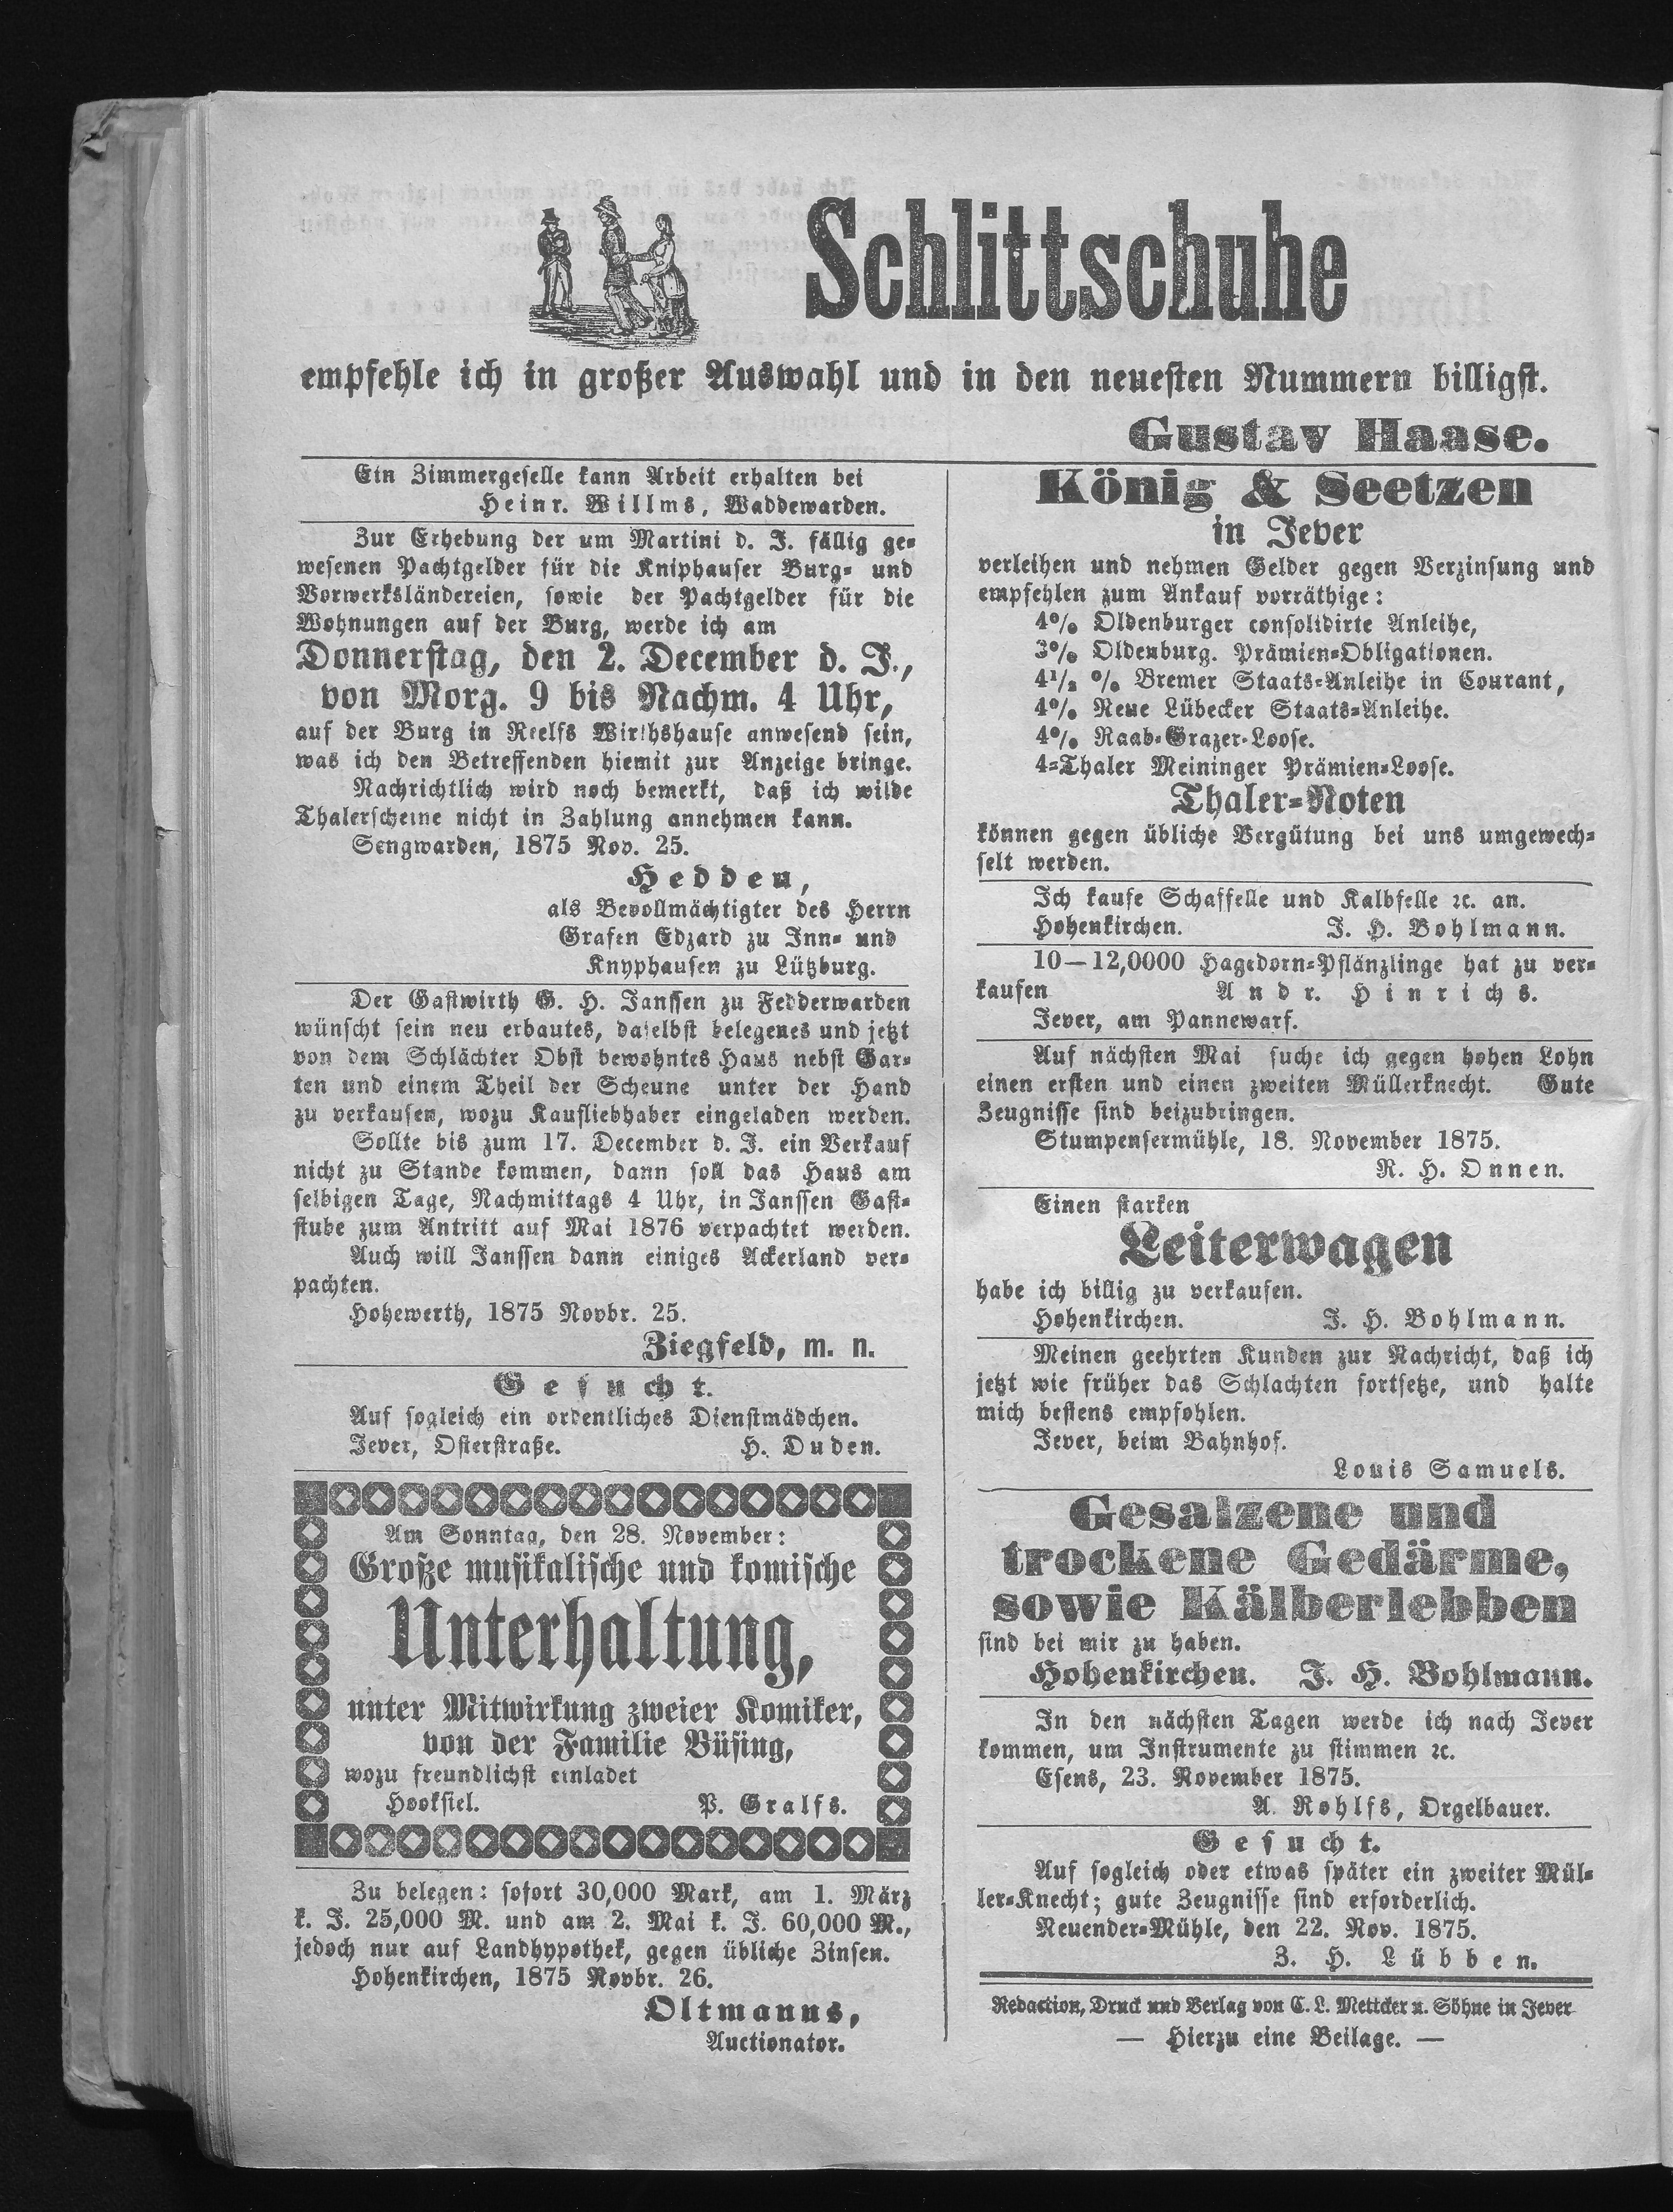 Schlittschuhe
empfehle ich in großer Auswahl und in den neuesten Nummern billigst.
Gustav Haase.
Ein Zimmergeselle kann Arbeit erhalten bei
Heinr. Willms, Waddewarden.
Zur Erhebung der um Martini d. J. fällig ge-
wesenen Pachtgelder für die Kniphauser Burg- und
Vorwerksländereien, sowie der Pachtgelder für die
Wohnungen auf der Burg, werde ich am
Donnerstag, den 2. December d. J.,
von Morg. 9 bis Nachm. 4 Uhr,
auf der Burg in Reelfs Wirthshause anwesend sein,
was ich den Betreffenden hiemit zur Anzeige bringe.
Nachrichtlich wird noch bemerkt, daß ich wilde
Thalerscheine nicht in Zahlung annehmen kann.
Sengwarden, 1875 Nov. 25.
Hedden,
als Bevollmächtigter des Herrn
Grafen Edzard zu Inn- und
Knyphausen zu Lützburg.
Der Gastwirth G. H. Janssen zu Fedderwarden
wünscht sein neu erbautes, daselbst belegenes und jetzt
von dem Schlächter Obst bewohntes Haus nebst Gar-
ten und einem Theil der Scheune unter der Hand
zu verkaufen, wozu Kaufliebhaber eingeladen werden.
Sollte bis zum 17. December d. J. ein Verkauf
nicht zu Stande kommen, dann soll das Haus am
selbigen Tage, Nachmittags 4 Uhr, in Janssen Gast-
stube zum Antritt auf Mai 1876 verpachtet werden.
Auch will Janssen dann einiges Ackerland ver-
pachten.
Hohewerth, 1875 Novbr. 25.
Ziegfeld, m. n.
Gesucht.
Auf sogleich ein ordentliches Dienstmädchen.
Jever, Osterstraße. H. Duden.
Am Sonntag, den 28. November:
Große musikalische und komische
Unterhaltung,
unter Mitwirkung zweier Komiker,
von der Familie Büsing,
wozu freundlichst einladet
Hooksiel. P. Gralfs.
Zu belegen: sofort 30,000 Mark, am 1. März
k. J. 25,000 M. und am 2. Mai k. J. 60,000 M.,
jedoch nur auf Landhypothek, gegen übliche Zinsen.
Hohenkirchen, 1875 Novbr. 26.
Oltmanns,
Auctionator.
König & Seetzen
in Jever
verleihen und nehmen Gelder gegen Verzinsung und
empfehlen zum Ankauf vorräthige:
4% Oldenburger consolidirte Anleihe,
3% Oldenburg. Prämien-Obligationen.
4½ % Bremer Staats-Anleihe in Courant,
4% Neue Lübecker Staats-Anleihe.
4% Raab-Grazer-Loose.
4-Thaler Meininger Prämien-Loose.
Thaler-Noten
können gegen übliche Vergütung bei uns umgewech-
selt werden.
Ich kaufe Schaffelle und Kalbfelle ꝛc. an.
Hohenkirchen. J. H. Bohlmann.
10—12,0000 Hagedorn-Pflänzlinge hat zu ver-
kaufen Andr. Hinrichs.
Jever, am Pannewarf.
Auf nächsten Mai suche ich gegen hohen Lohn
einen ersten und einen zweiten Müllerknecht. Gute
Zeugnisse sind beizubringen.
Stumpensermühle, 18. November 1875.
R. H. Onnen.
Einen starken
Leiterwagen
habe ich billig zu verkaufen.
Hohenkirchen. J. H. Bohlmann.
Meinen geehrten Kunden zur Nachricht, daß ich
jetzt wie früher das Schlachten fortsetze, und halte
mich bestens empfohlen.
Jever, beim Bahnhof.
Louis Samuels.
Gesalzene und
trockene Gedärme,
sowie Kälberlebben
sind bei mir zu haben.
Hohenkirchen. J. H. Bohlmann.
In den nächsten Tagen werde ich nach Jever
kommen, um Instrumente zu stimmen ꝛc.
Esens, 23. November 1875.
A. Rohlfs, Orgelbauer.
Gesucht.
Auf sogleich oder etwas später ein zweiter Mül-
ler-Knecht; gute Zeugnisse sind erforderlich.
Neuender-Mühle, den 22. Nov. 1875.
Z. H. Lübben.
Redaction, Druck und Verlag von C. L. Mettcker u. Söhne in Jever
— Hierzu eine Beilage. —